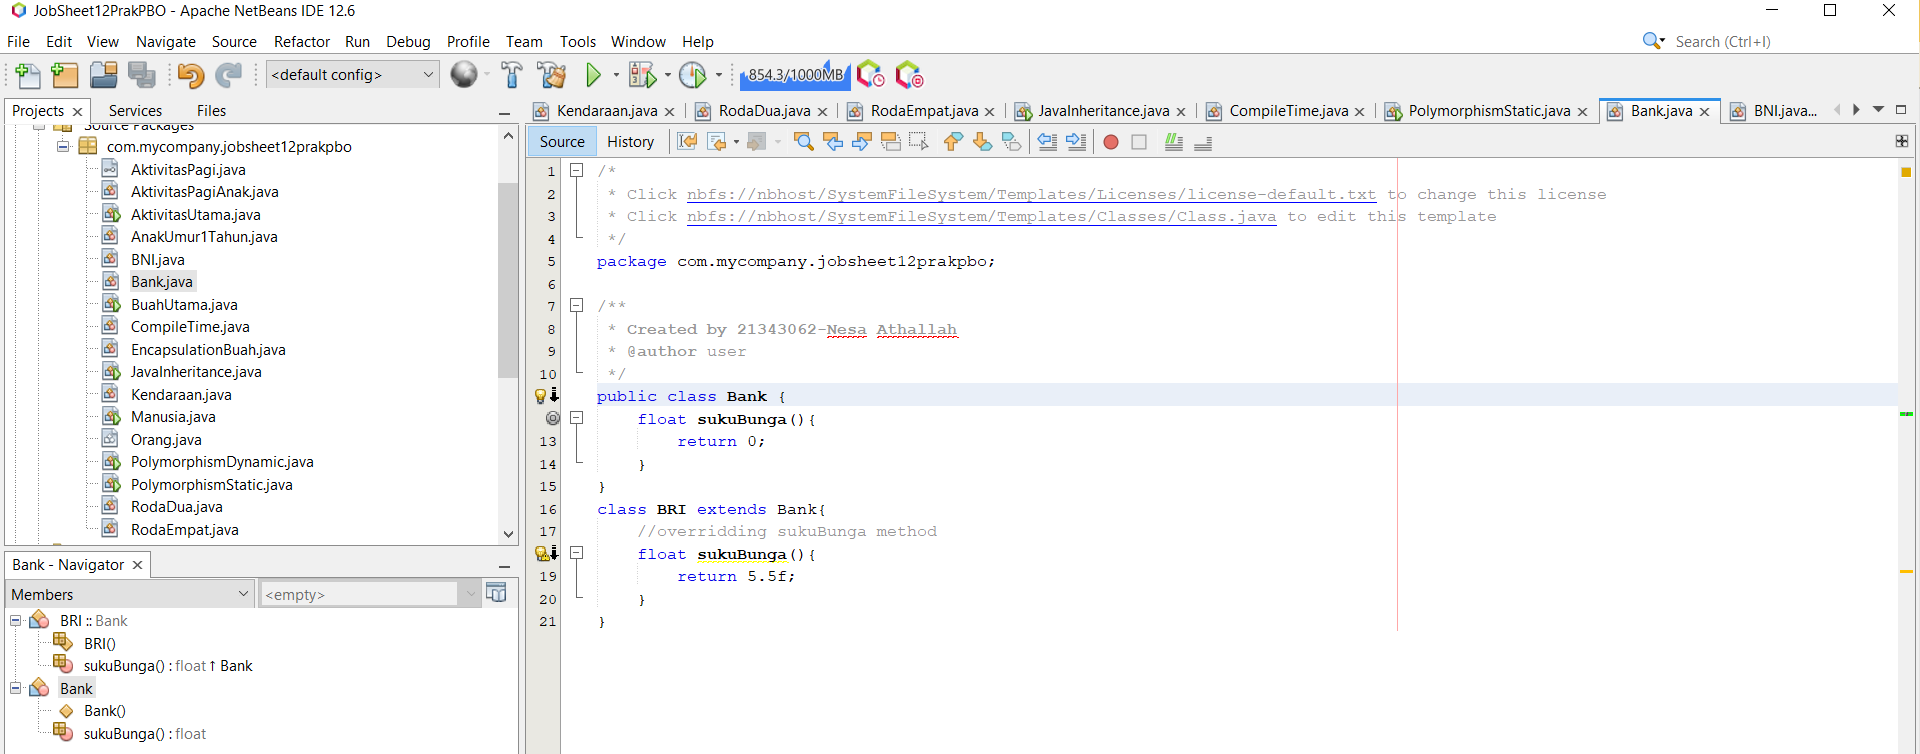 JobSheet12PrakPBO - Apache NetBeans IDE 12.6
File Edit View Navigate Source Refactor Run Debug Profile Team Tools Window Help
Search (Ctrl+I)
<default config>
854.3/1000MB
Projects Services Files
Source Packages
com.mycompany.jobsheet12prakpbo
AktivitasPagi.java
AktivitasPagiAnak.java
AktivitasUtama.java
AnakUmur1Tahun.java
BNI.java
Bank.java
BuahUtama.java
CompileTime.java
EncapsulationBuah.java
JavaInheritance.java
Kendaraan.java
Manusia.java
Orang.java
PolymorphismDynamic.java
PolymorphismStatic.java
RodaDua.java
RodaEmpat.java
Bank - Navigator
Members
<empty>
BRI :: Bank
BRI()
sukuBunga() : float ↑ Bank
Bank
Bank()
sukuBunga() : float
Kendaraan.java RodaDua.java RodaEmpat.java JavaInheritance.java CompileTime.java PolymorphismStatic.java Bank.java BNI.java...
Source History
1 /*
2 * Click nbfs://nbhost/SystemFileSystem/Templates/Licenses/license-default.txt to change this license
3 * Click nbfs://nbhost/SystemFileSystem/Templates/Classes/Class.java to edit this template
4 */
5 package com.mycompany.jobsheet12prakpbo;
6
7 /**
8 * Created by 21343062-Nesa Athallah
9 * @author user
10 */
public class Bank {
float sukuBunga(){
13 return 0;
14 }
15 }
16 class BRI extends Bank{
17 //overridding sukuBunga method
float sukuBunga(){
19 return 5.5f;
20 }
21 }